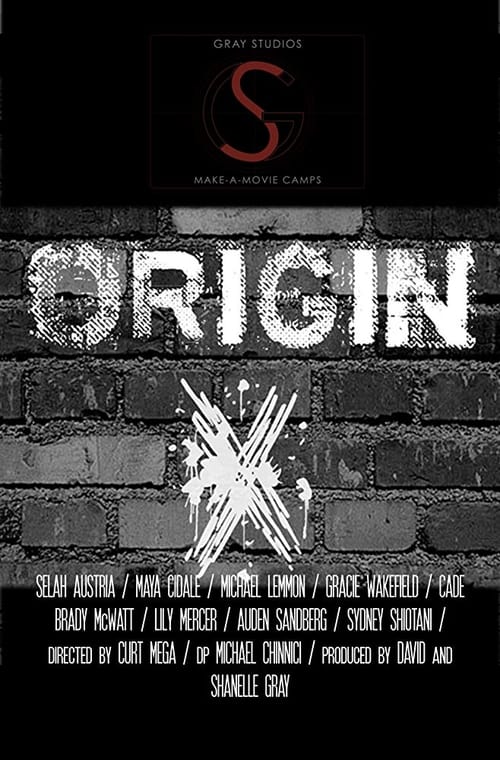 GRAY STUDIOS
SG
MAKE-A-MOVIE CAMPS
ORIGIN
X
SELAH AUSTRIA / MAYA CIDALE / MICHAEL LEMMON / GRACIE WAKEFIELD / CADE
BRADY McWATT / LILY MERCER / AUDEN SANDBERG / SYDNEY SHIOTANI /
DIRECTED BY CURT MEGA / DP MICHAEL CHINNICI / PRODUCED BY DAVID AND
SHANELLE GRAY